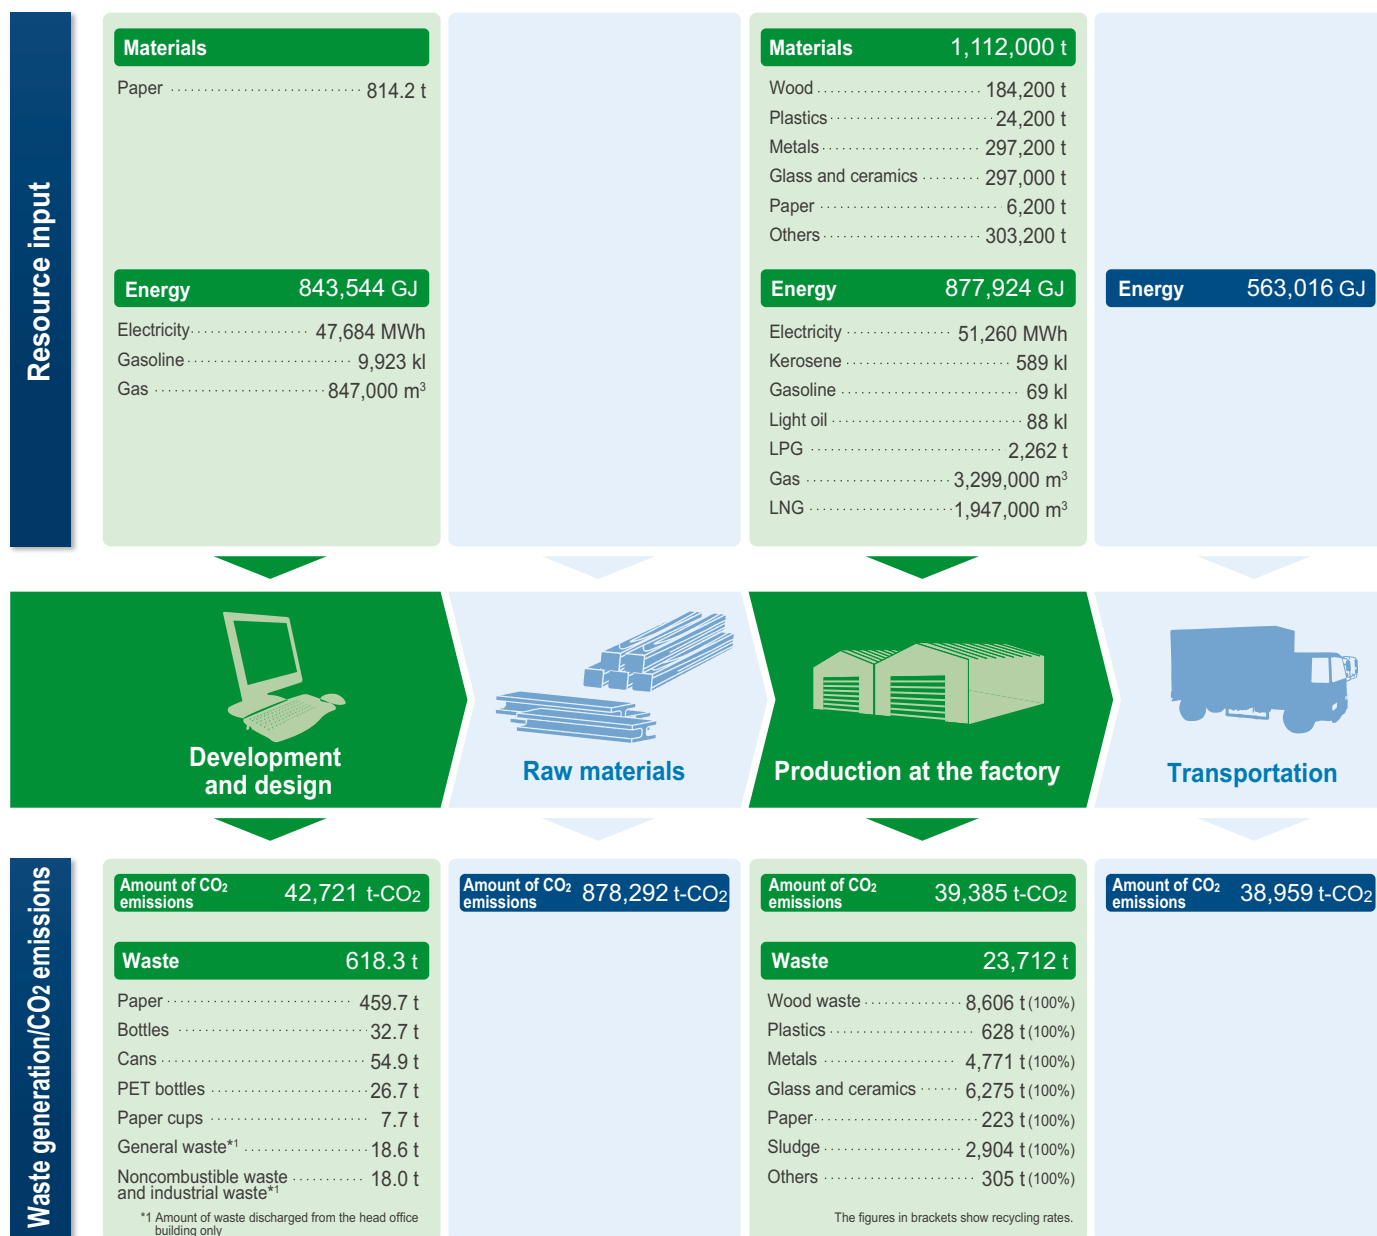 Resource input
Materials
Paper 814.2 t
Energy 843,544 GJ
Electricity 47,684 MWh
Gasoline 9,923 kl
Gas 847,000 m³
Materials 1,112,000 t
Wood 184,200 t
Plastics 24,200 t
Metals 297,200 t
Glass and ceramics 297,000 t
Paper 6,200 t
Others 303,200 t
Energy 877,924 GJ
Electricity 51,260 MWh
Kerosene 589 kl
Gasoline 69 kl
Light oil 88 kl
LPG 2,262 t
Gas 3,299,000 m³
LNG 1,947,000 m³
Energy 563,016 GJ
Development
and design
Raw materials
Production at the factory
Transportation
Waste generation/CO₂ emissions
Amount of CO₂
emissions 42,721 t-CO₂
Waste 618.3 t
Paper 459.7 t
Bottles 32.7 t
Cans 54.9 t
PET bottles 26.7 t
Paper cups 7.7 t
General waste*¹ 18.6 t
Noncombustible waste
and industrial waste*¹ 18.0 t
*1 Amount of waste discharged from the head office
building only
Amount of CO₂
emissions 878,292 t-CO₂
Amount of CO₂
emissions 39,385 t-CO₂
Waste 23,712 t
Wood waste 8,606 t (100%)
Plastics 628 t (100%)
Metals 4,771 t (100%)
Glass and ceramics 6,275 t (100%)
Paper 223 t (100%)
Sludge 2,904 t (100%)
Others 305 t (100%)
The figures in brackets show recycling rates.
Amount of CO₂
emissions 38,959 t-CO₂